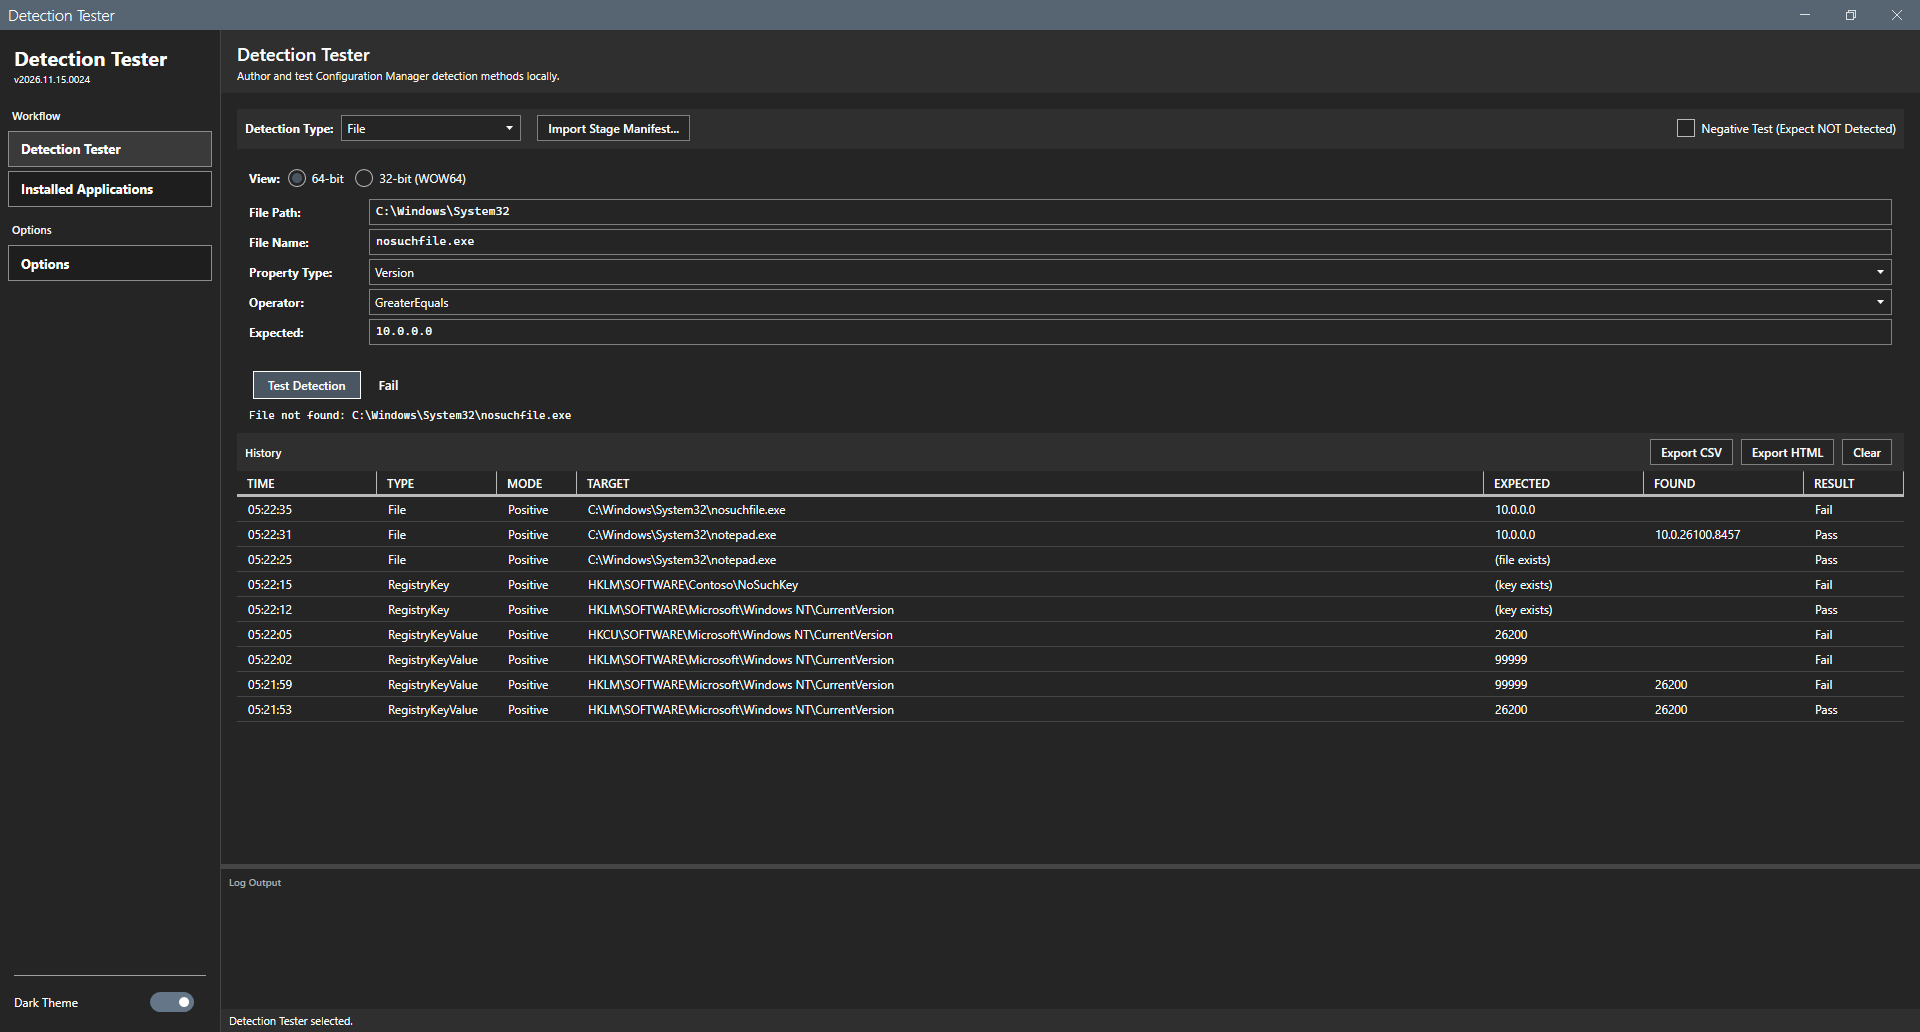 Detection Tester
Detection Tester
v2026.11.15.0024
Workflow
Detection Tester
Installed Applications
Options
Options
Dark Theme
Detection Tester
Author and test Configuration Manager detection methods locally.
Detection Type: File Import Stage Manifest... Negative Test (Expect NOT Detected)
View: 64-bit 32-bit (WOW64)
File Path: C:\Windows\System32
File Name: nosuchfile.exe
Property Type: Version
Operator: GreaterEquals
Expected: 10.0.0.0
Test Detection Fail
File not found: C:\Windows\System32\nosuchfile.exe
History Export CSV Export HTML Clear
TIME TYPE MODE TARGET EXPECTED FOUND RESULT
05:22:35 File Positive C:\Windows\System32\nosuchfile.exe 10.0.0.0 Fail
05:22:31 File Positive C:\Windows\System32\notepad.exe 10.0.0.0 10.0.26100.8457 Pass
05:22:25 File Positive C:\Windows\System32\notepad.exe (file exists) Pass
05:22:15 RegistryKey Positive HKLM\SOFTWARE\Contoso\NoSuchKey (key exists) Fail
05:22:12 RegistryKey Positive HKLM\SOFTWARE\Microsoft\Windows NT\CurrentVersion (key exists) Pass
05:22:05 RegistryKeyValue Positive HKCU\SOFTWARE\Microsoft\Windows NT\CurrentVersion 26200 Fail
05:22:02 RegistryKeyValue Positive HKLM\SOFTWARE\Microsoft\Windows NT\CurrentVersion 99999 Fail
05:21:59 RegistryKeyValue Positive HKLM\SOFTWARE\Microsoft\Windows NT\CurrentVersion 99999 26200 Fail
05:21:53 RegistryKeyValue Positive HKLM\SOFTWARE\Microsoft\Windows NT\CurrentVersion 26200 26200 Pass
Log Output
Detection Tester selected.